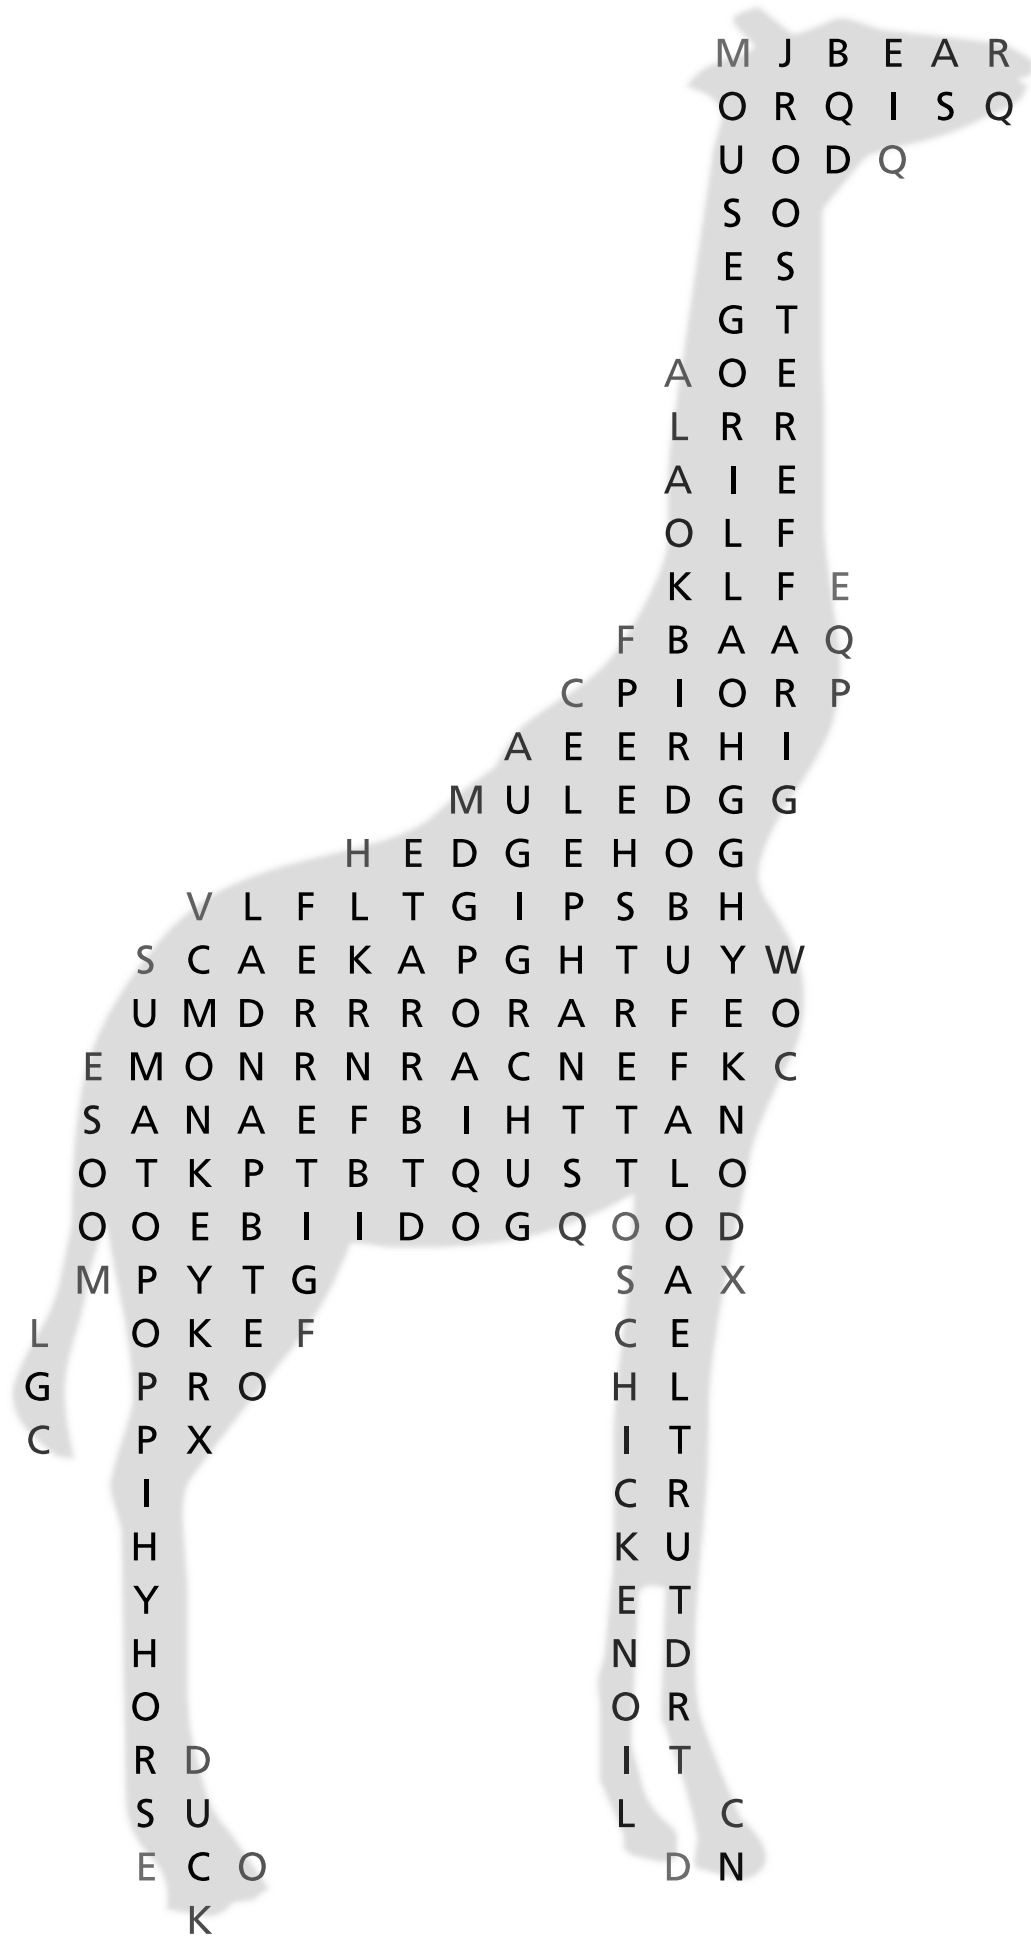 M J B E A R
O R Q I S Q
U O D Q
S O
E S
G T
A O E
L R R
A I E
O L F
K L F E
F B A A Q
C P I O R P
A E E R H I
M U L E D G G
H E D G E H O G
V L F L T G I P S B H
S C A E K A P G H T U Y W
U M D R R R O R A R F E O
E M O N R N R A C N E F K C
S A N A E F B I H T T A N
O T K P T B T Q U S T L O
O O E B I I D O G Q O O D
M P Y T G S A X
L O K E F C E
G P R O H L
C P X I T
I C R
H K U
Y E T
H N D
O O R
R D I T
S U L C
E C O D N
K